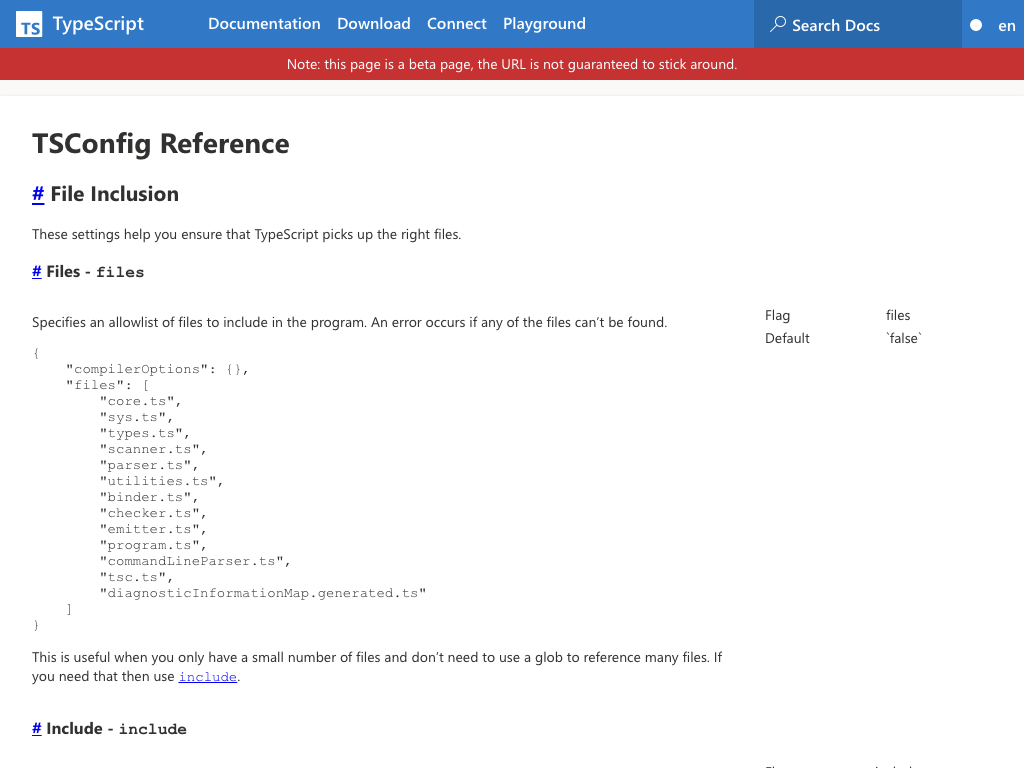 TS TypeScript Documentation Download Connect Playground Search Docs en
Note: this page is a beta page, the URL is not guaranteed to stick around.
TSConfig Reference
# File Inclusion
These settings help you ensure that TypeScript picks up the right files.
# Files - files
Specifies an allowlist of files to include in the program. An error occurs if any of the files can’t be found.
Flag files
Default `false`
{
    "compilerOptions": {},
    "files": [
        "core.ts",
        "sys.ts",
        "types.ts",
        "scanner.ts",
        "parser.ts",
        "utilities.ts",
        "binder.ts",
        "checker.ts",
        "emitter.ts",
        "program.ts",
        "commandLineParser.ts",
        "tsc.ts",
        "diagnosticInformationMap.generated.ts"
    ]
}
This is useful when you only have a small number of files and don’t need to use a glob to reference many files. If
you need that then use include.
# Include - include